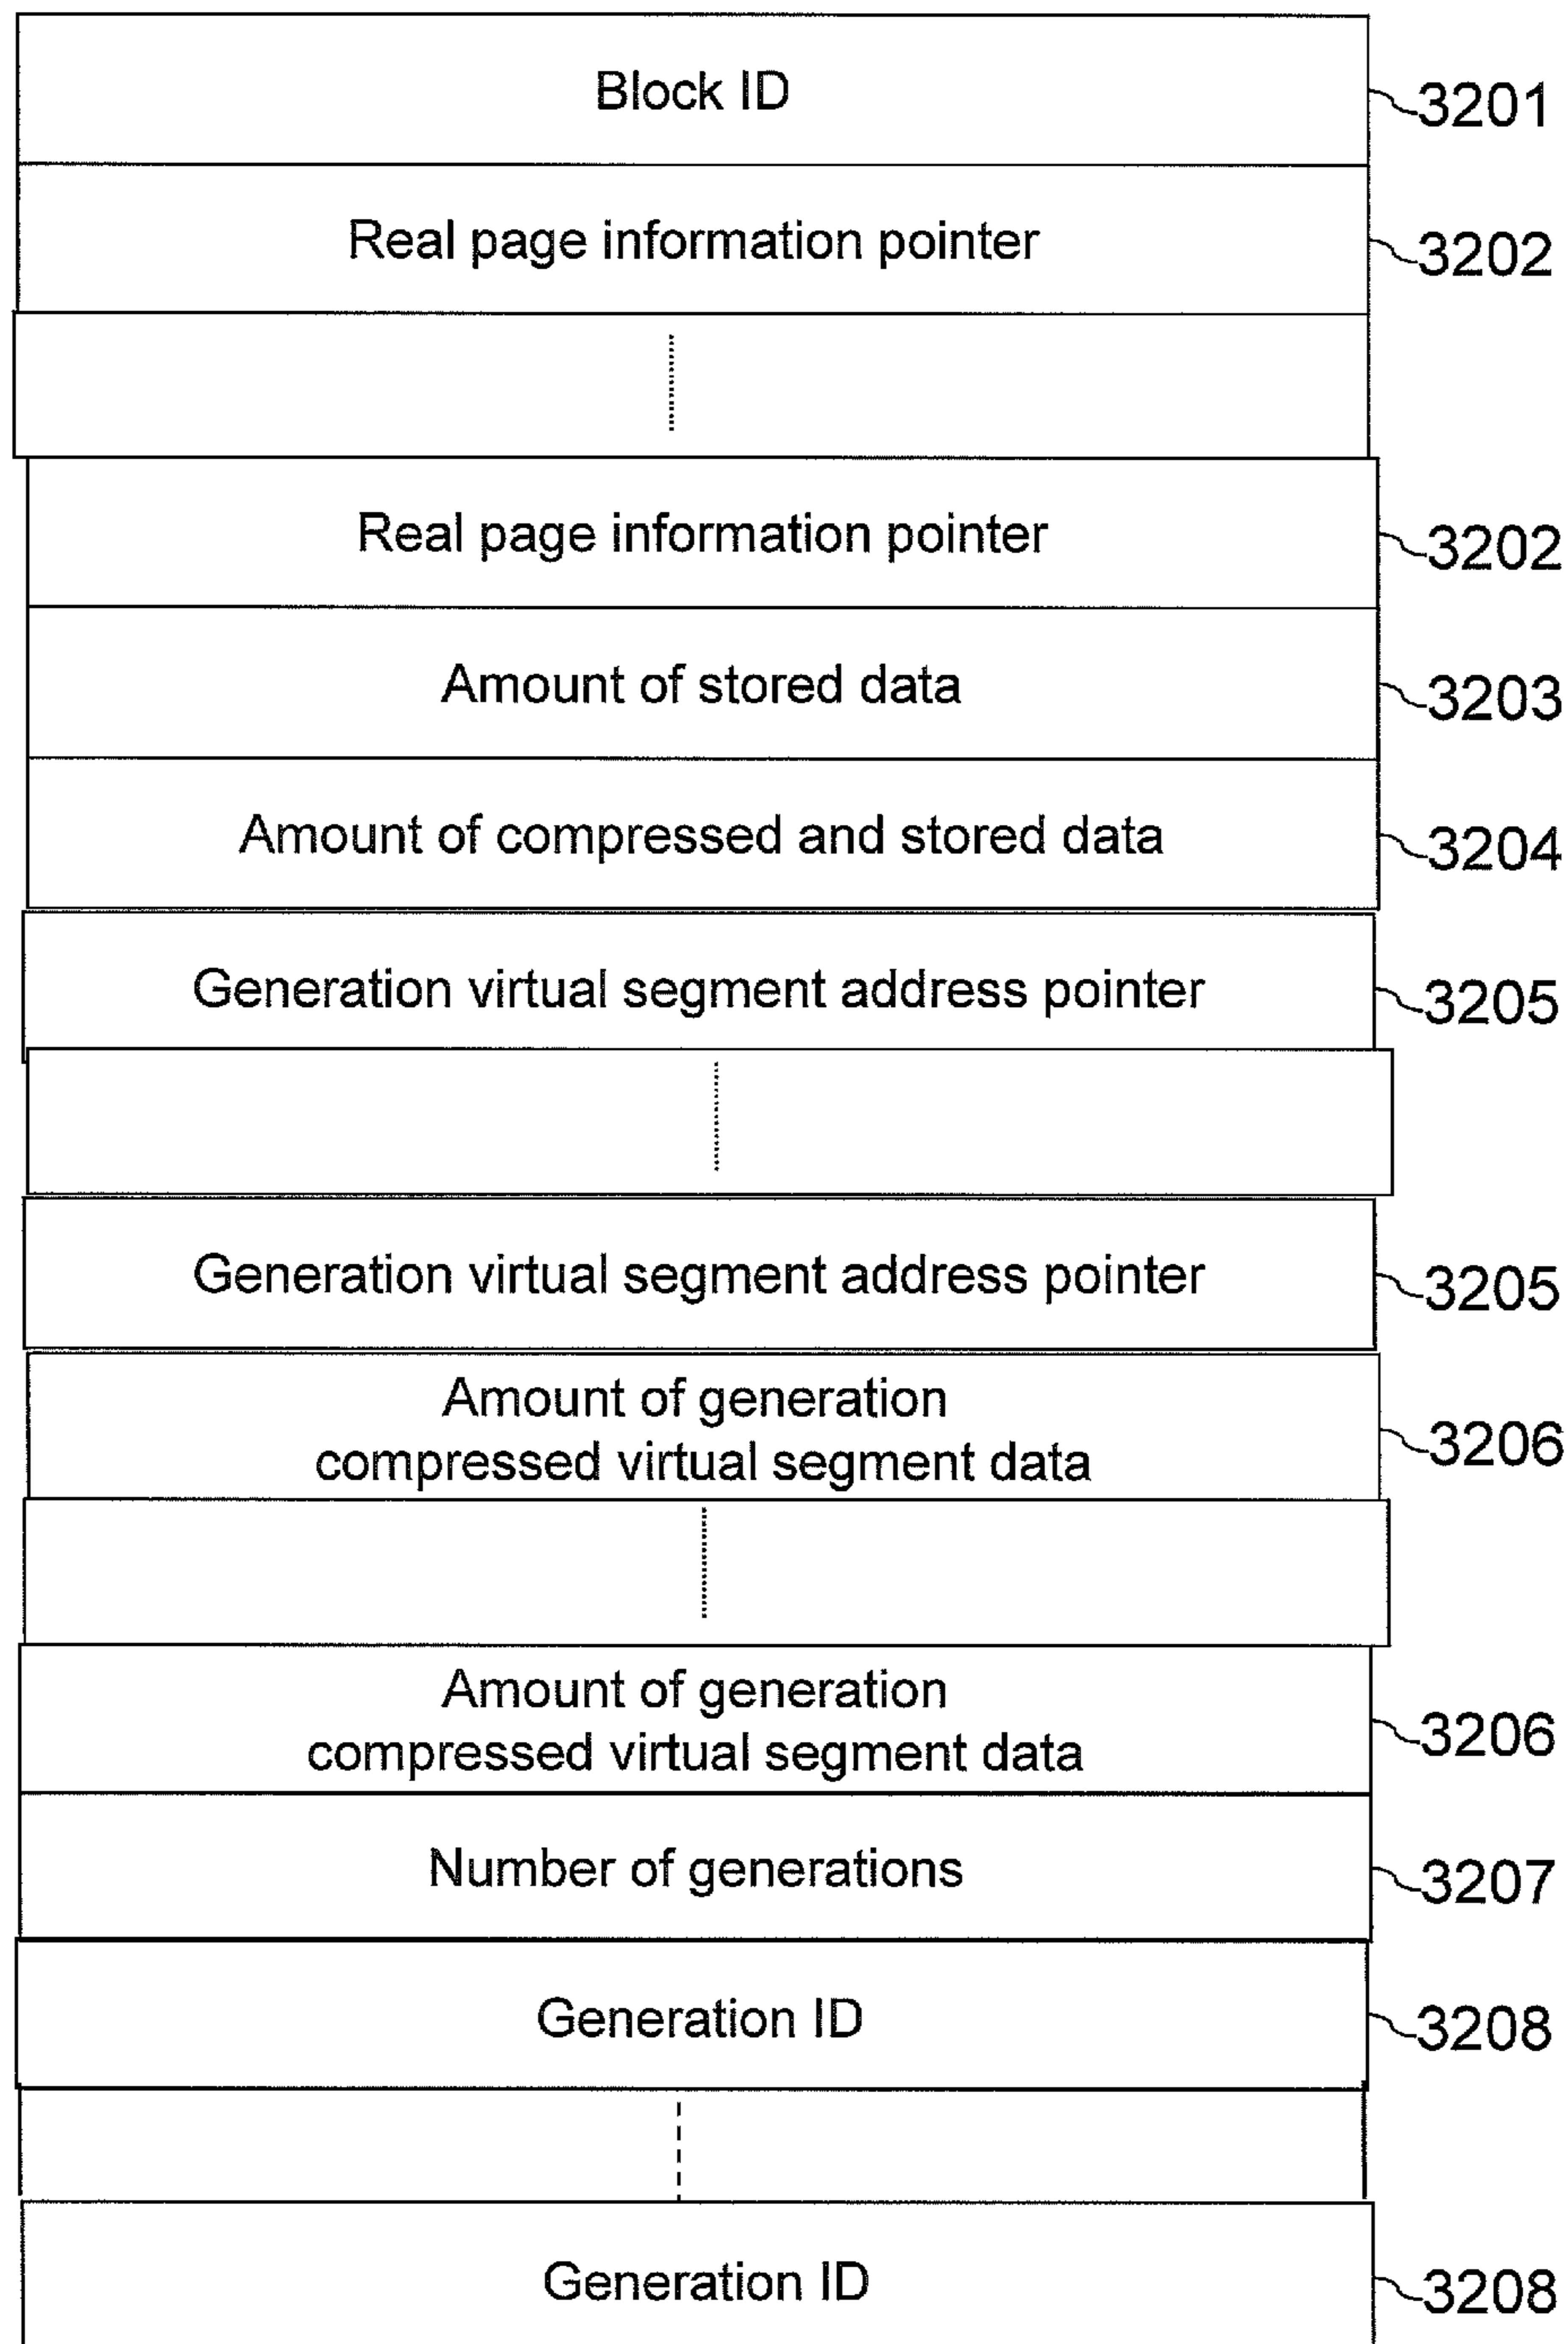 Block ID
3201
Real page information pointer
3202
Real page information pointer
3202
Amount of stored data
3203
Amount of compressed and stored data
3204
Generation virtual segment address pointer
3205
Generation virtual segment address pointer
3205
Amount of generation
compressed virtual segment data
3206
Amount of generation
compressed virtual segment data
3206
Number of generations
3207
Generation ID
3208
Generation ID
3208